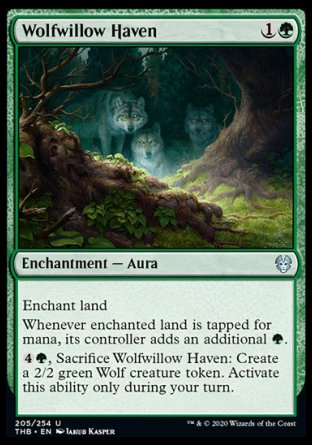 Wolfwillow Haven 1
Enchantment — Aura
Enchant land
Whenever enchanted land is tapped for
mana, its controller adds an additional .
4 , Sacrifice Wolfwillow Haven: Create
a 2/2 green Wolf creature token. Activate
this ability only during your turn.
205/254 U
THB • EN Jakub Kasper
™ & © 2020 Wizards of the Coast